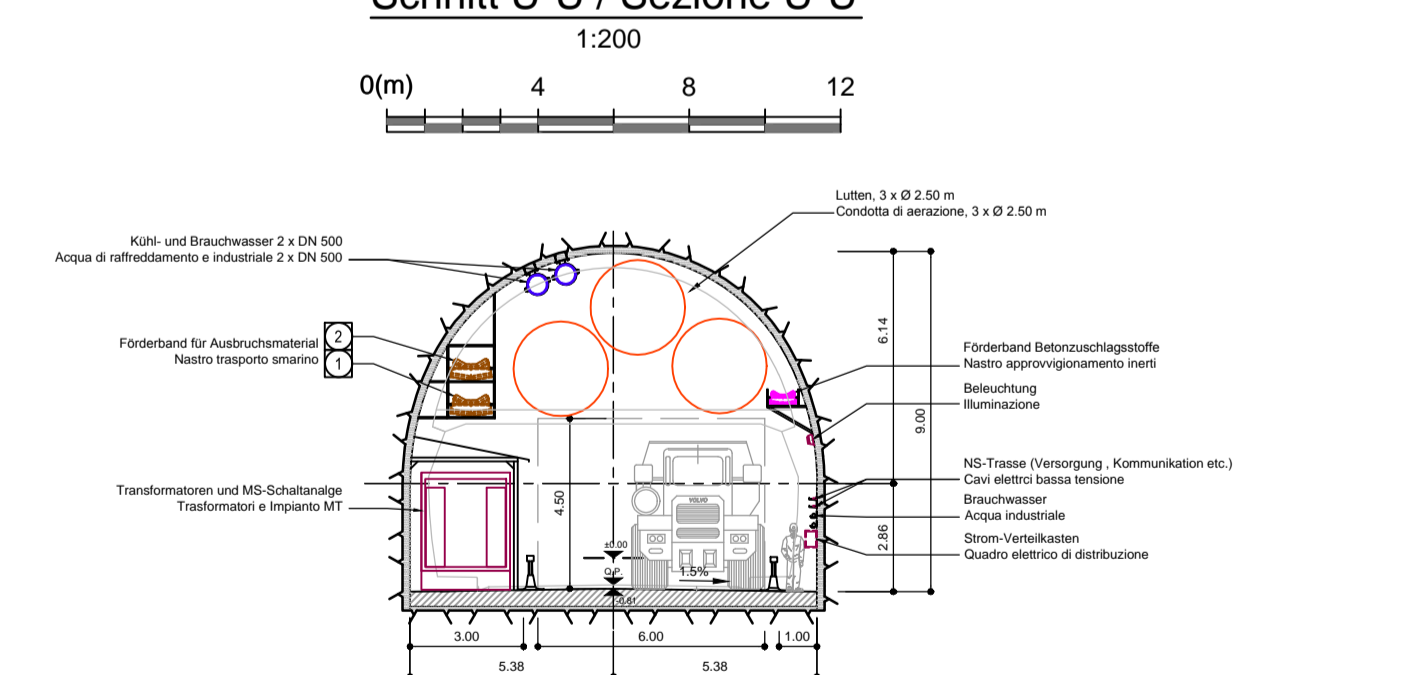 Schnitt U-U / Sezione U-U
1:200
0(m) 4 8 12
Lutten, 3 x Ø 2.50 m
Condotta di aerazione, 3 x Ø 2.50 m
Kühl- und Brauchwasser 2 x DN 500
Acqua di raffreddamento e industriale 2 x DN 500
Förderband für Ausbruchsmaterial
Nastro trasporto smarino
2
1
6.14
9.00
Förderband Betonzuschlagsstoffe
Nastro approvvigionamento inerti
Beleuchtung
Illuminazione
NS-Trasse (Versorgung , Kommunikation etc.)
Cavi elettrci bassa tensione
Transformatoren und MS-Schaltanalge
Trasformatori e Impianto MT
Brauchwasser
Acqua industriale
Strom-Verteilkasten
Quadro elettrico di distribuzione
4.50
VOLVO
2.86
±0.00
Q.P.
1.5%
-0.81
3.00 6.00 1.00
5.38 5.38